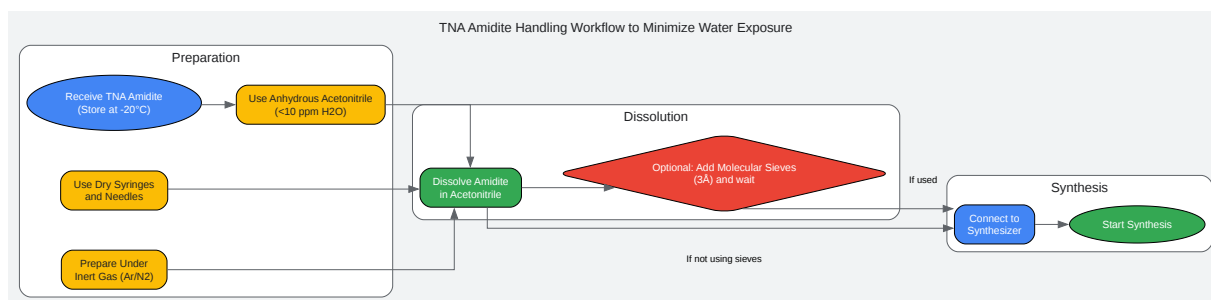 TNA Amidite Handling Workflow to Minimize Water Exposure
Preparation
Receive TNA Amidite
(Store at -20°C)
Use Anhydrous Acetonitrile
(<10 ppm H2O)
Use Dry Syringes
and Needles
Prepare Under
Inert Gas (Ar/N2)
Dissolution
Dissolve Amidite
in Acetonitrile
Optional: Add Molecular Sieves
(3Å) and wait
If used
If not using sieves
Synthesis
Connect to
Synthesizer
Start Synthesis